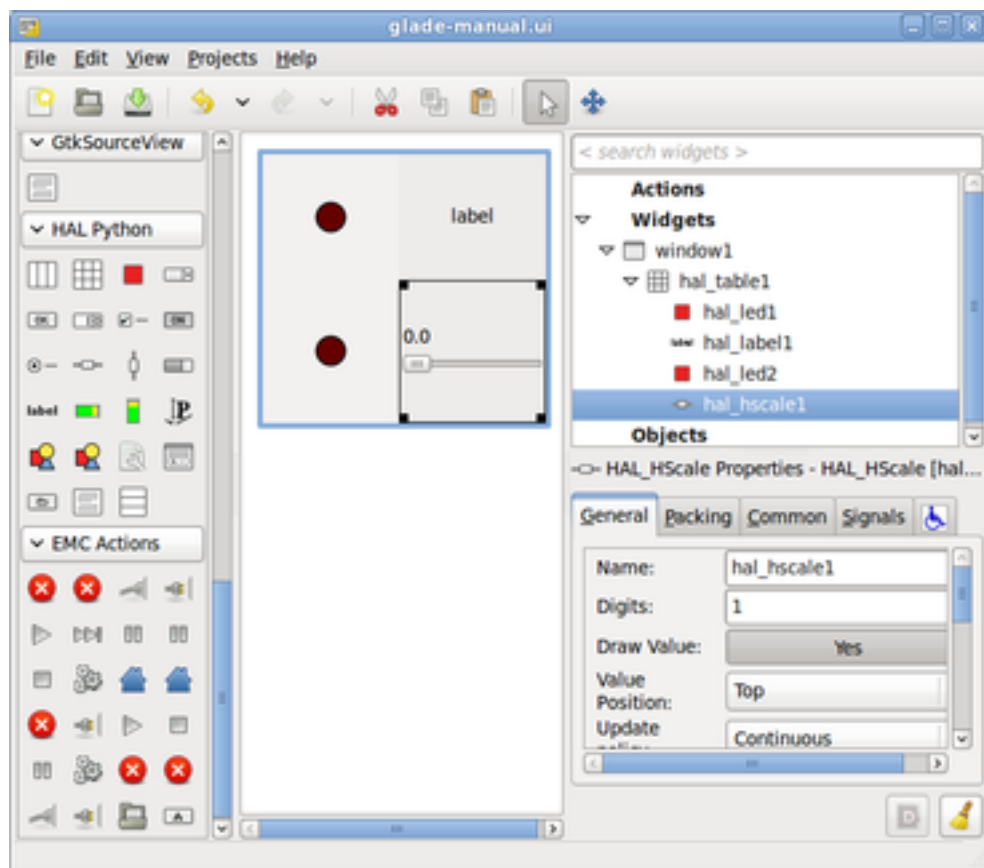 glade-manual.ui
File Edit View Projects Help
GtkSourceView
HAL Python
label
EMC Actions
label
0.0
< search widgets >
Actions
Widgets
window1
hal_table1
hal_led1
label hal_label1
hal_led2
hal_hscale1
Objects
HAL_HScale Properties - HAL_HScale [hal...
General Packing Common Signals
Name: hal_hscale1
Digits: 1
Draw Value: Yes
Value
Position: Top
Update
Continuous